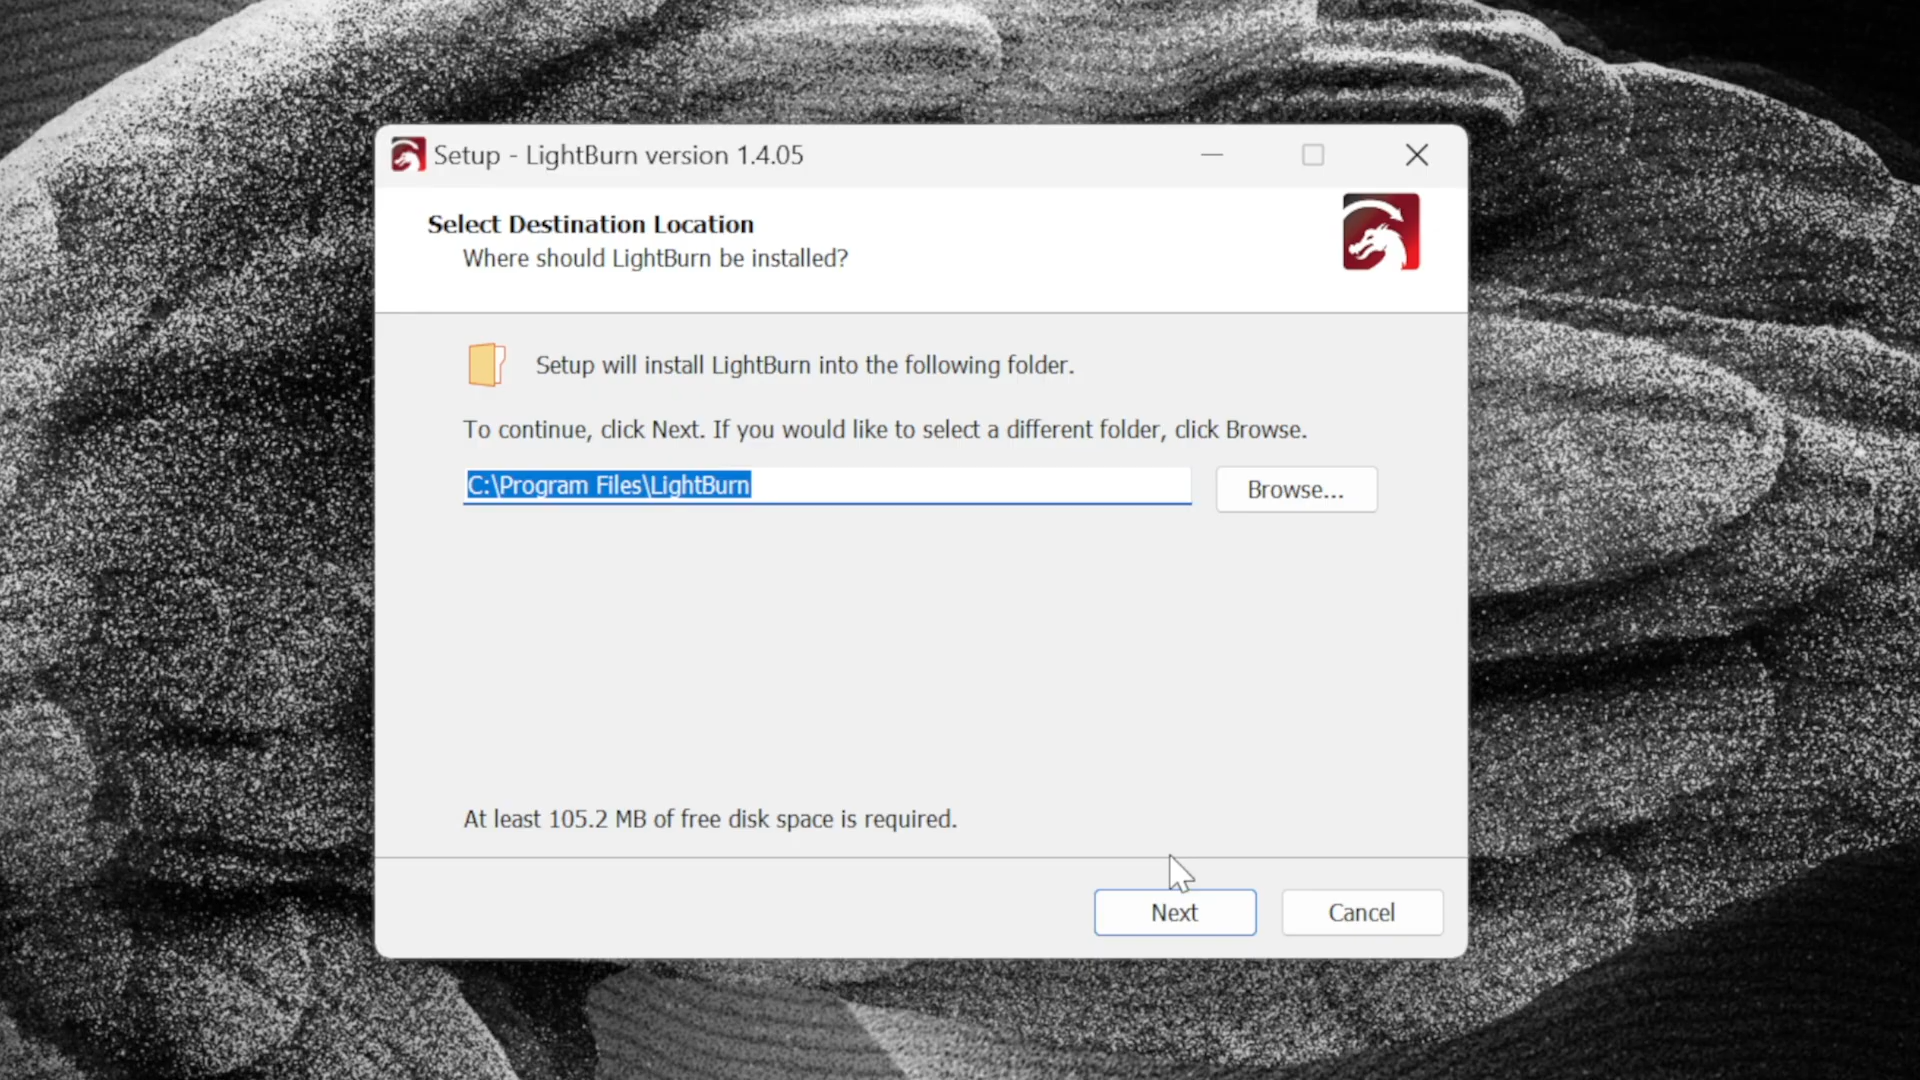 Setup - LightBurn version 1.4.05
Select Destination Location
Where should LightBurn be installed?
Setup will install LightBurn into the following folder.
To continue, click Next. If you would like to select a different folder, click Browse.
C:\Program Files\LightBurn
Browse...
At least 105.2 MB of free disk space is required.
Next
Cancel